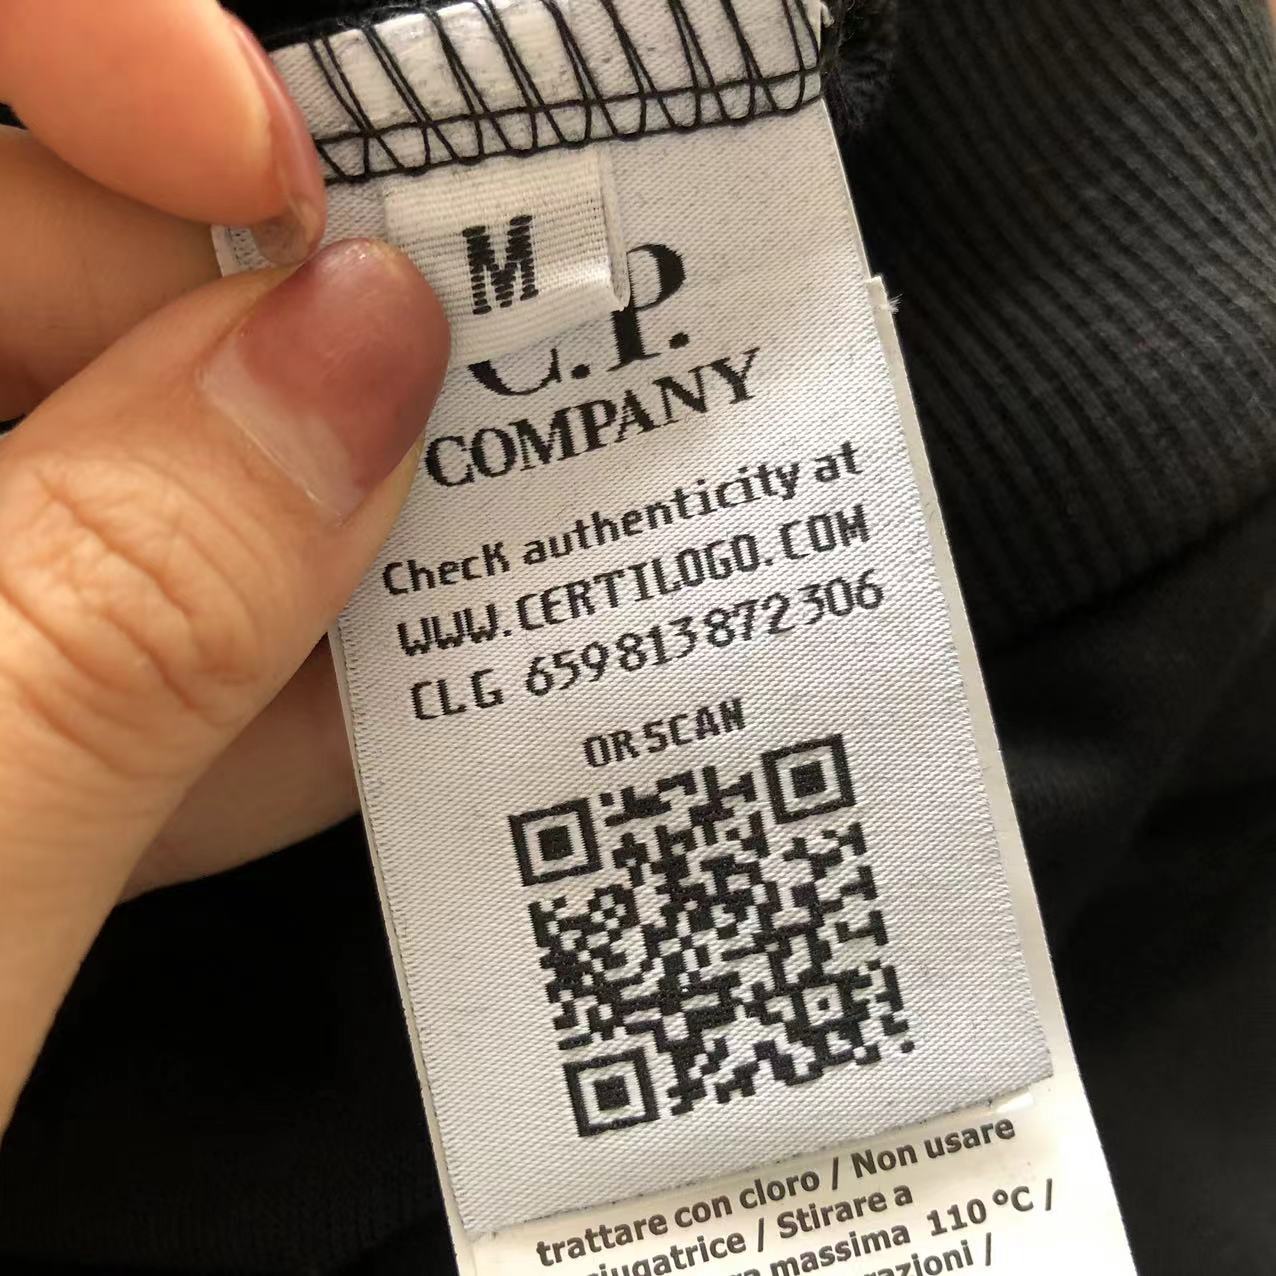 M
C.P.
COMPANY
Check authenticity at
WWW.CERTILOGO.COM
CLG 659813872306
OR SCAN
trattare con cloro / Non usare
/ Stirare a
massima 110°C /